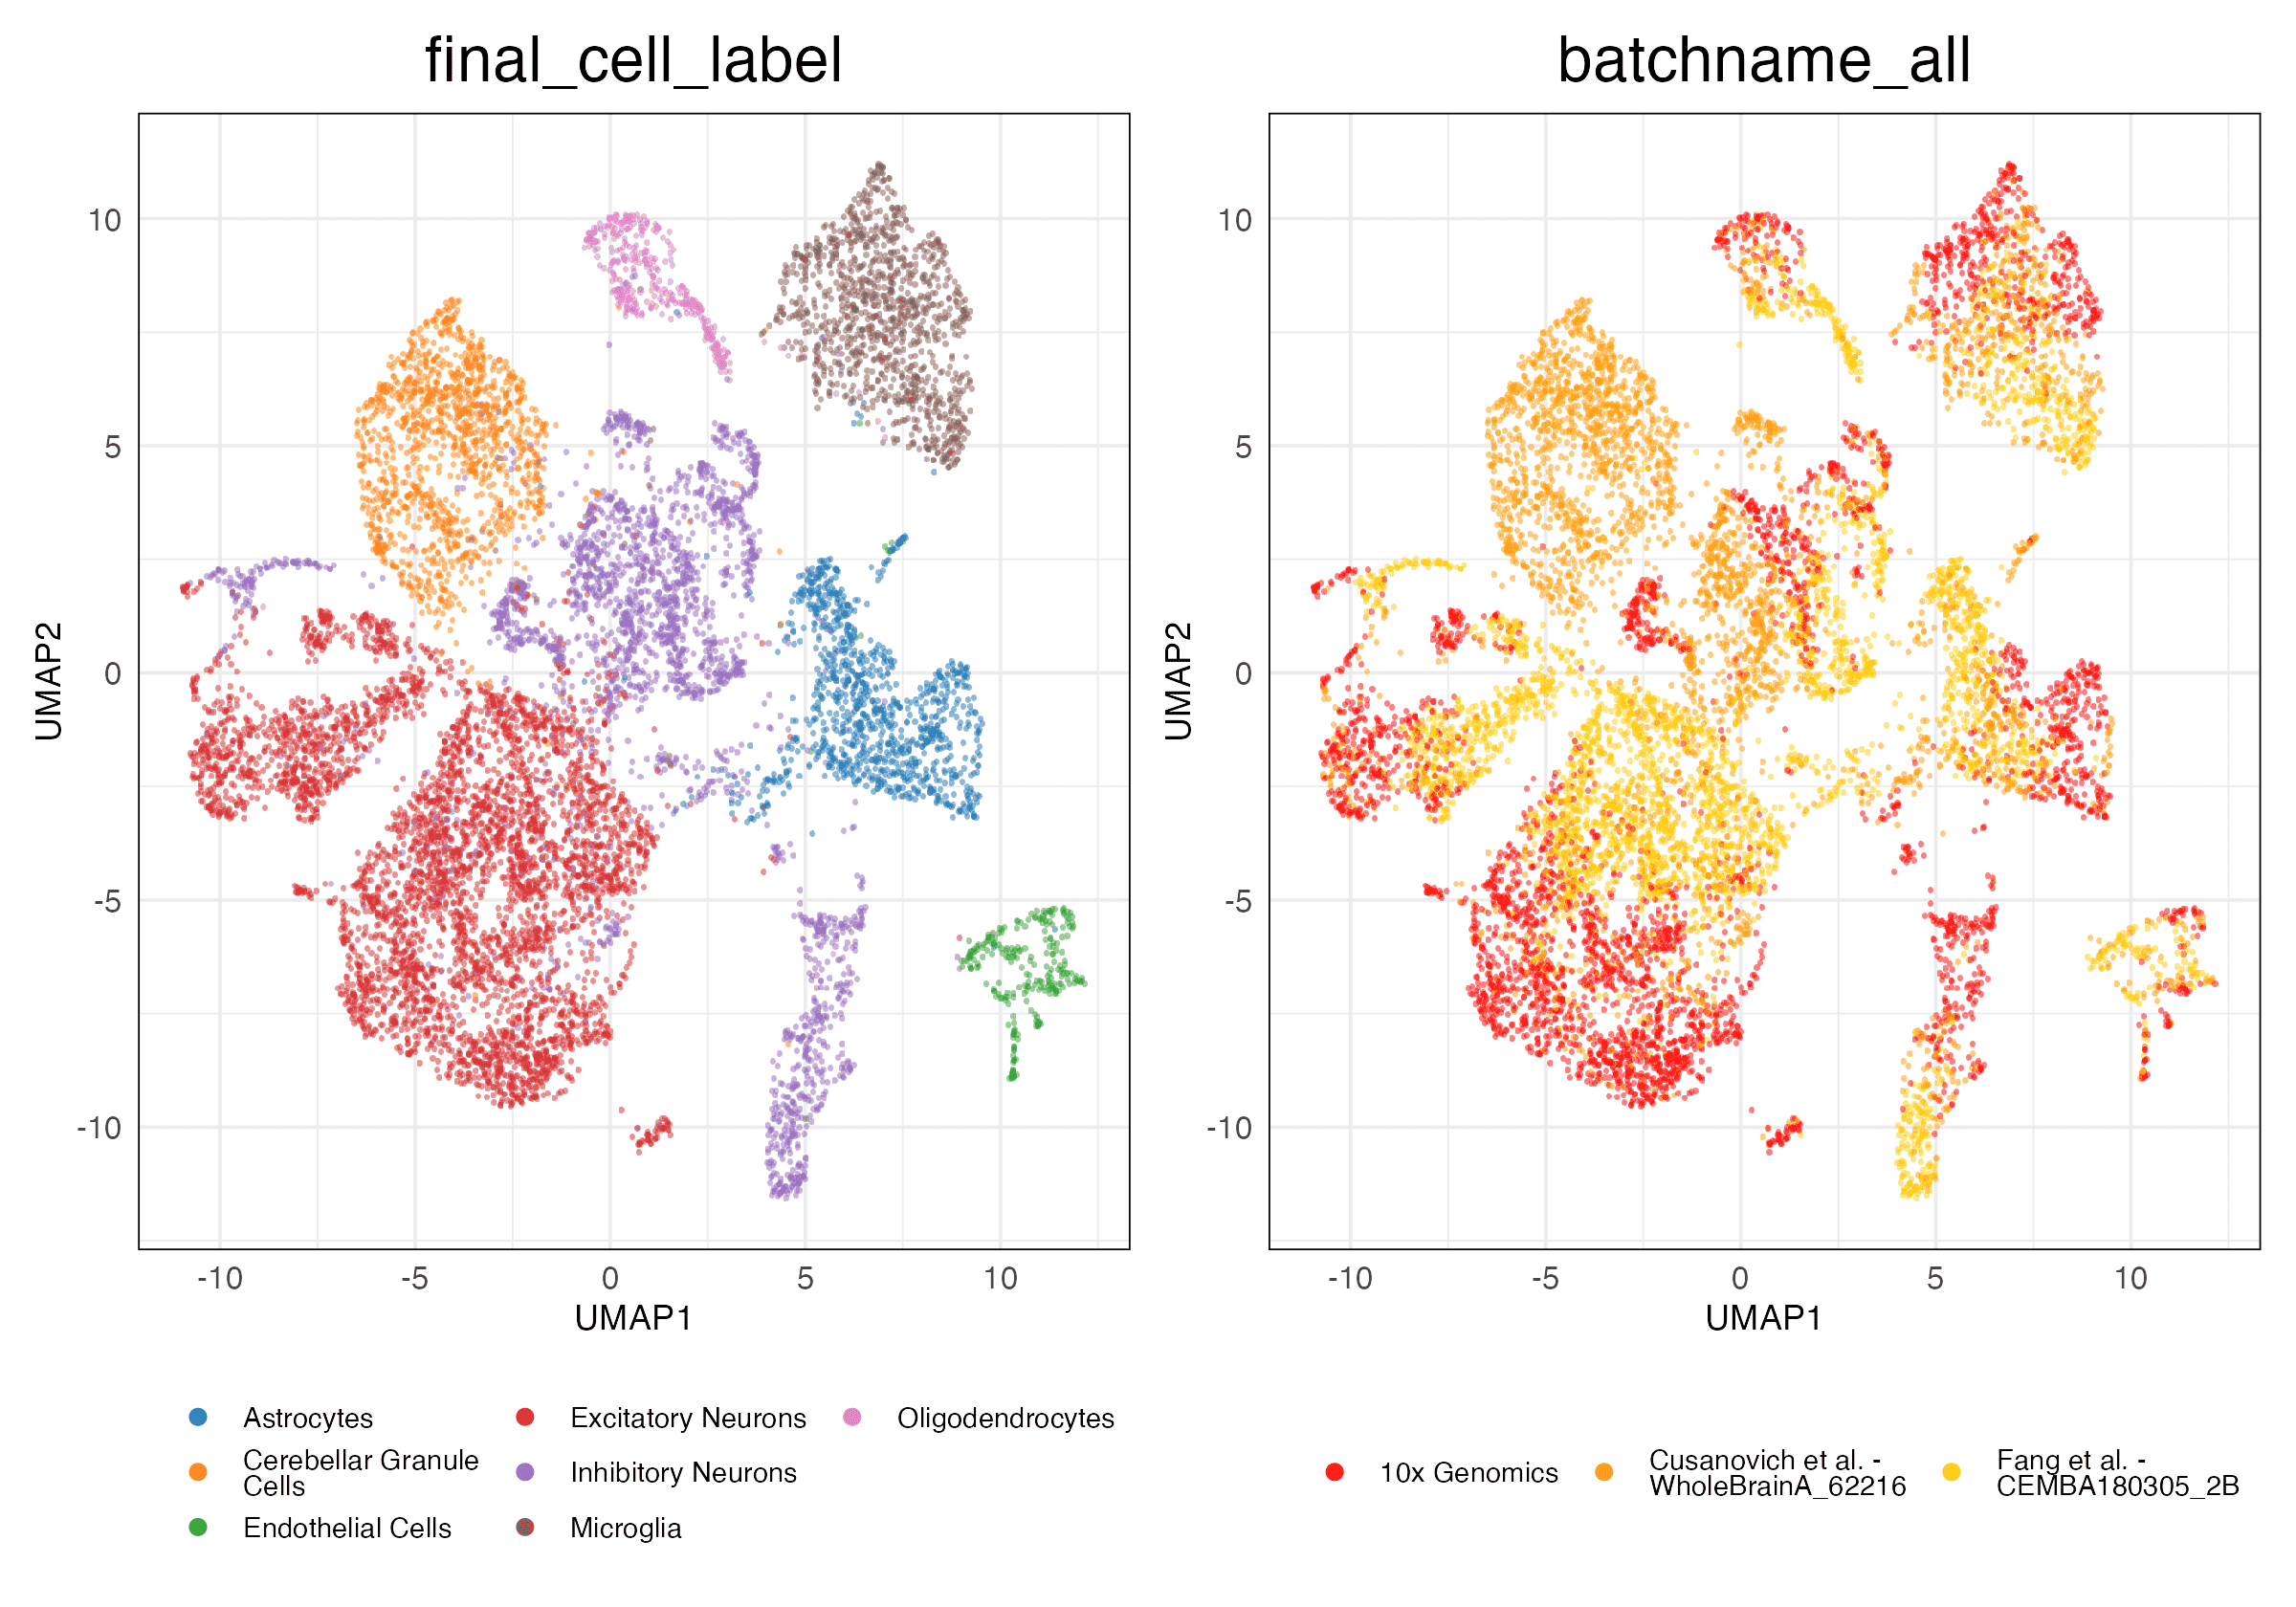 final_cell_label
batchname_all
UMAP2
10
5
0
-5
-10
-10
-5
0
5
10
UMAP1
UMAP2
10
5
0
-5
-10
-10
-5
0
5
10
UMAP1
Astrocytes
Cerebellar Granule
Cells
Endothelial Cells
Excitatory Neurons
Inhibitory Neurons
Microglia
Oligodendrocytes
10x Genomics
Cusanovich et al. -
WholeBrainA_62216
Fang et al. -
CEMBA180305_2B